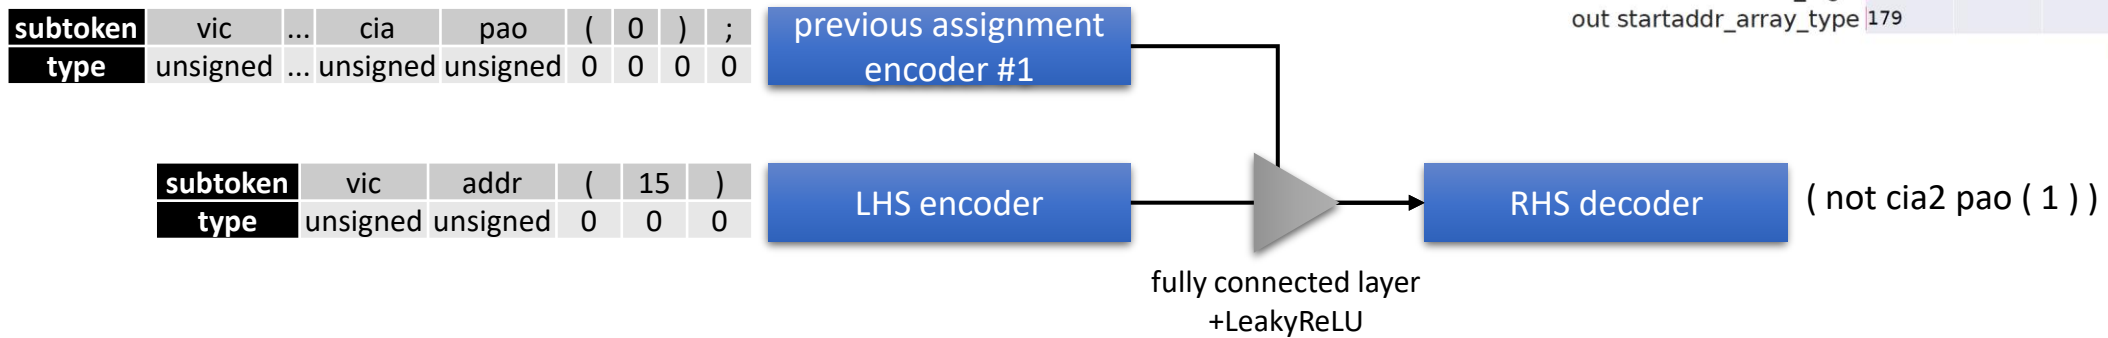 out startaddr_array_type 179
subtoken vic ... cia pao ( 0 ) ;
type unsigned ... unsigned unsigned 0 0 0 0
previous assignment
encoder #1
subtoken vic addr ( 15 )
type unsigned unsigned 0 0 0
LHS encoder
RHS decoder
( not cia2 pao ( 1 ) )
fully connected layer
+LeakyReLU